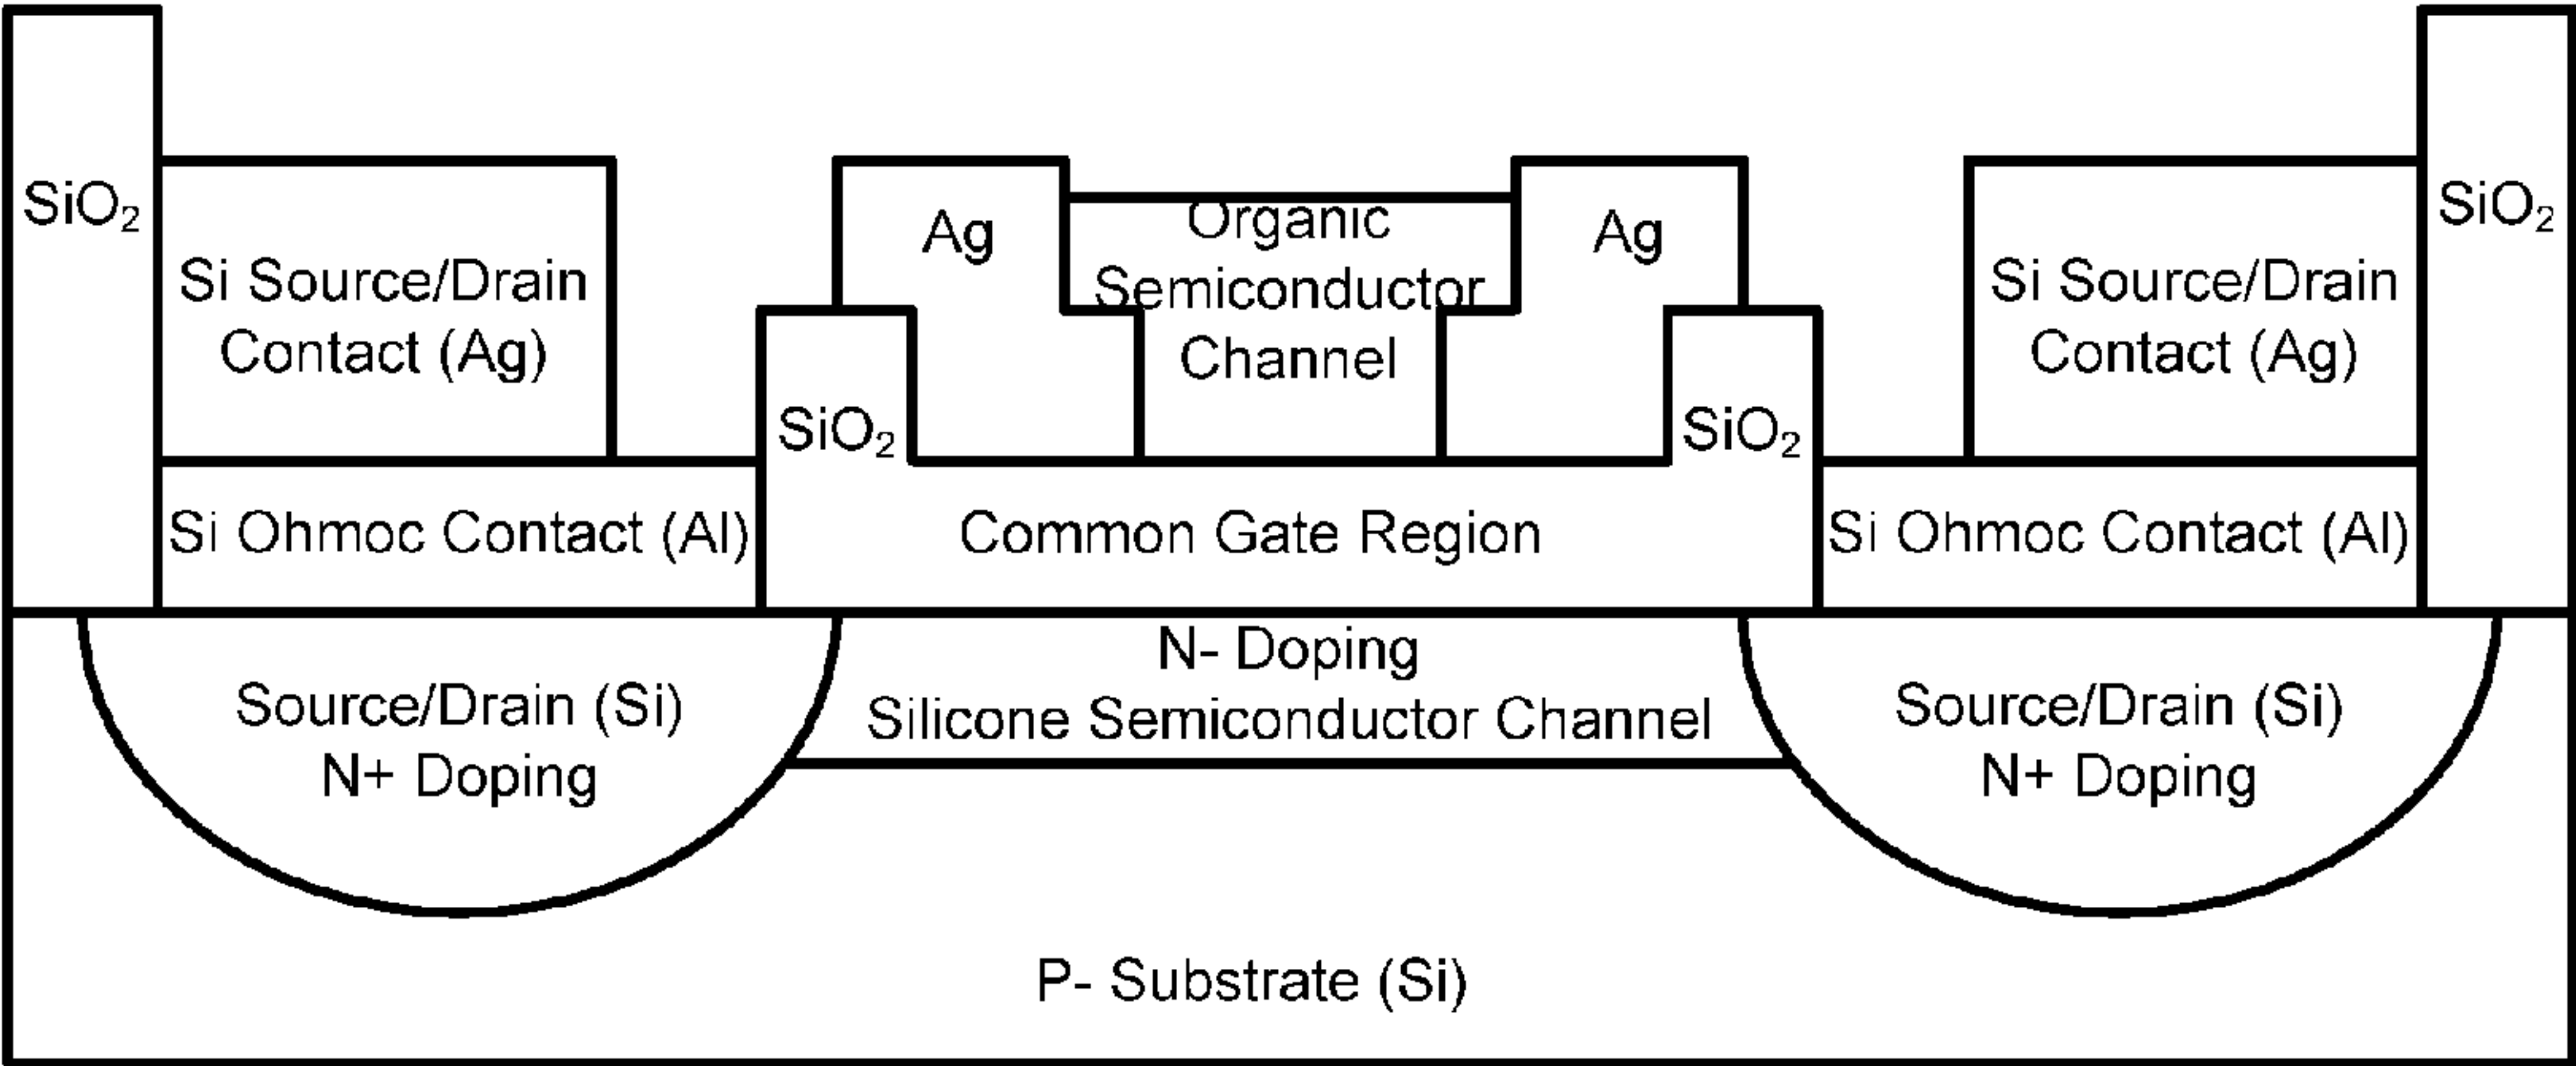 SiO₂
Si Source/Drain
Contact (Ag)
Ag
Organic
Semiconductor
Channel
Ag
Si Source/Drain
Contact (Ag)
SiO₂
SiO₂
SiO₂
Si Ohmoc Contact (Al)
Common Gate Region
Si Ohmoc Contact (Al)
Source/Drain (Si)
N+ Doping
N- Doping
Silicone Semiconductor Channel
Source/Drain (Si)
N+ Doping
P- Substrate (Si)